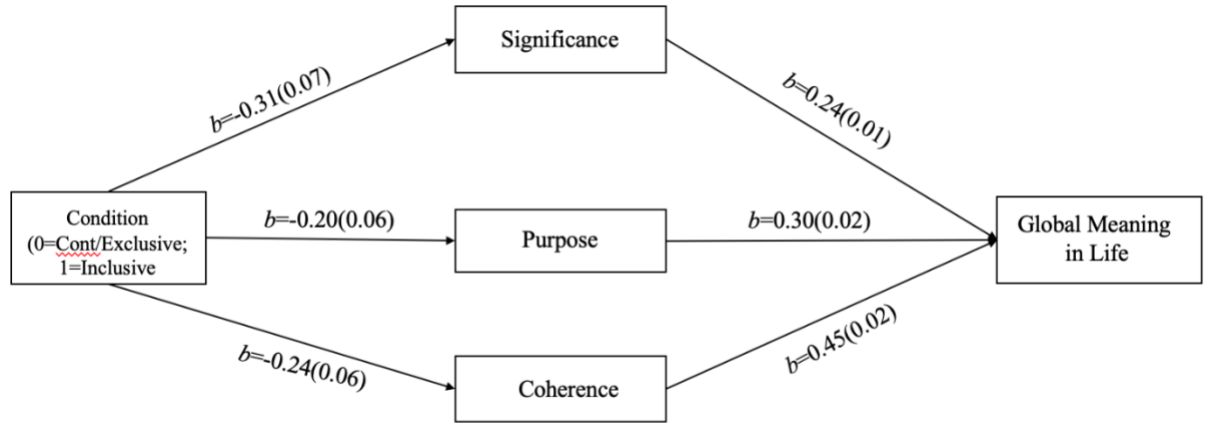 Significance
b=-0.31(0.07)
b=0.24(0.01)
Condition
(0=Cont/Exclusive;
1=Inclusive
b=-0.20(0.06)
Purpose
b=0.30(0.02)
Global Meaning
in Life
b=-0.24(0.06)
Coherence
b=0.45(0.02)